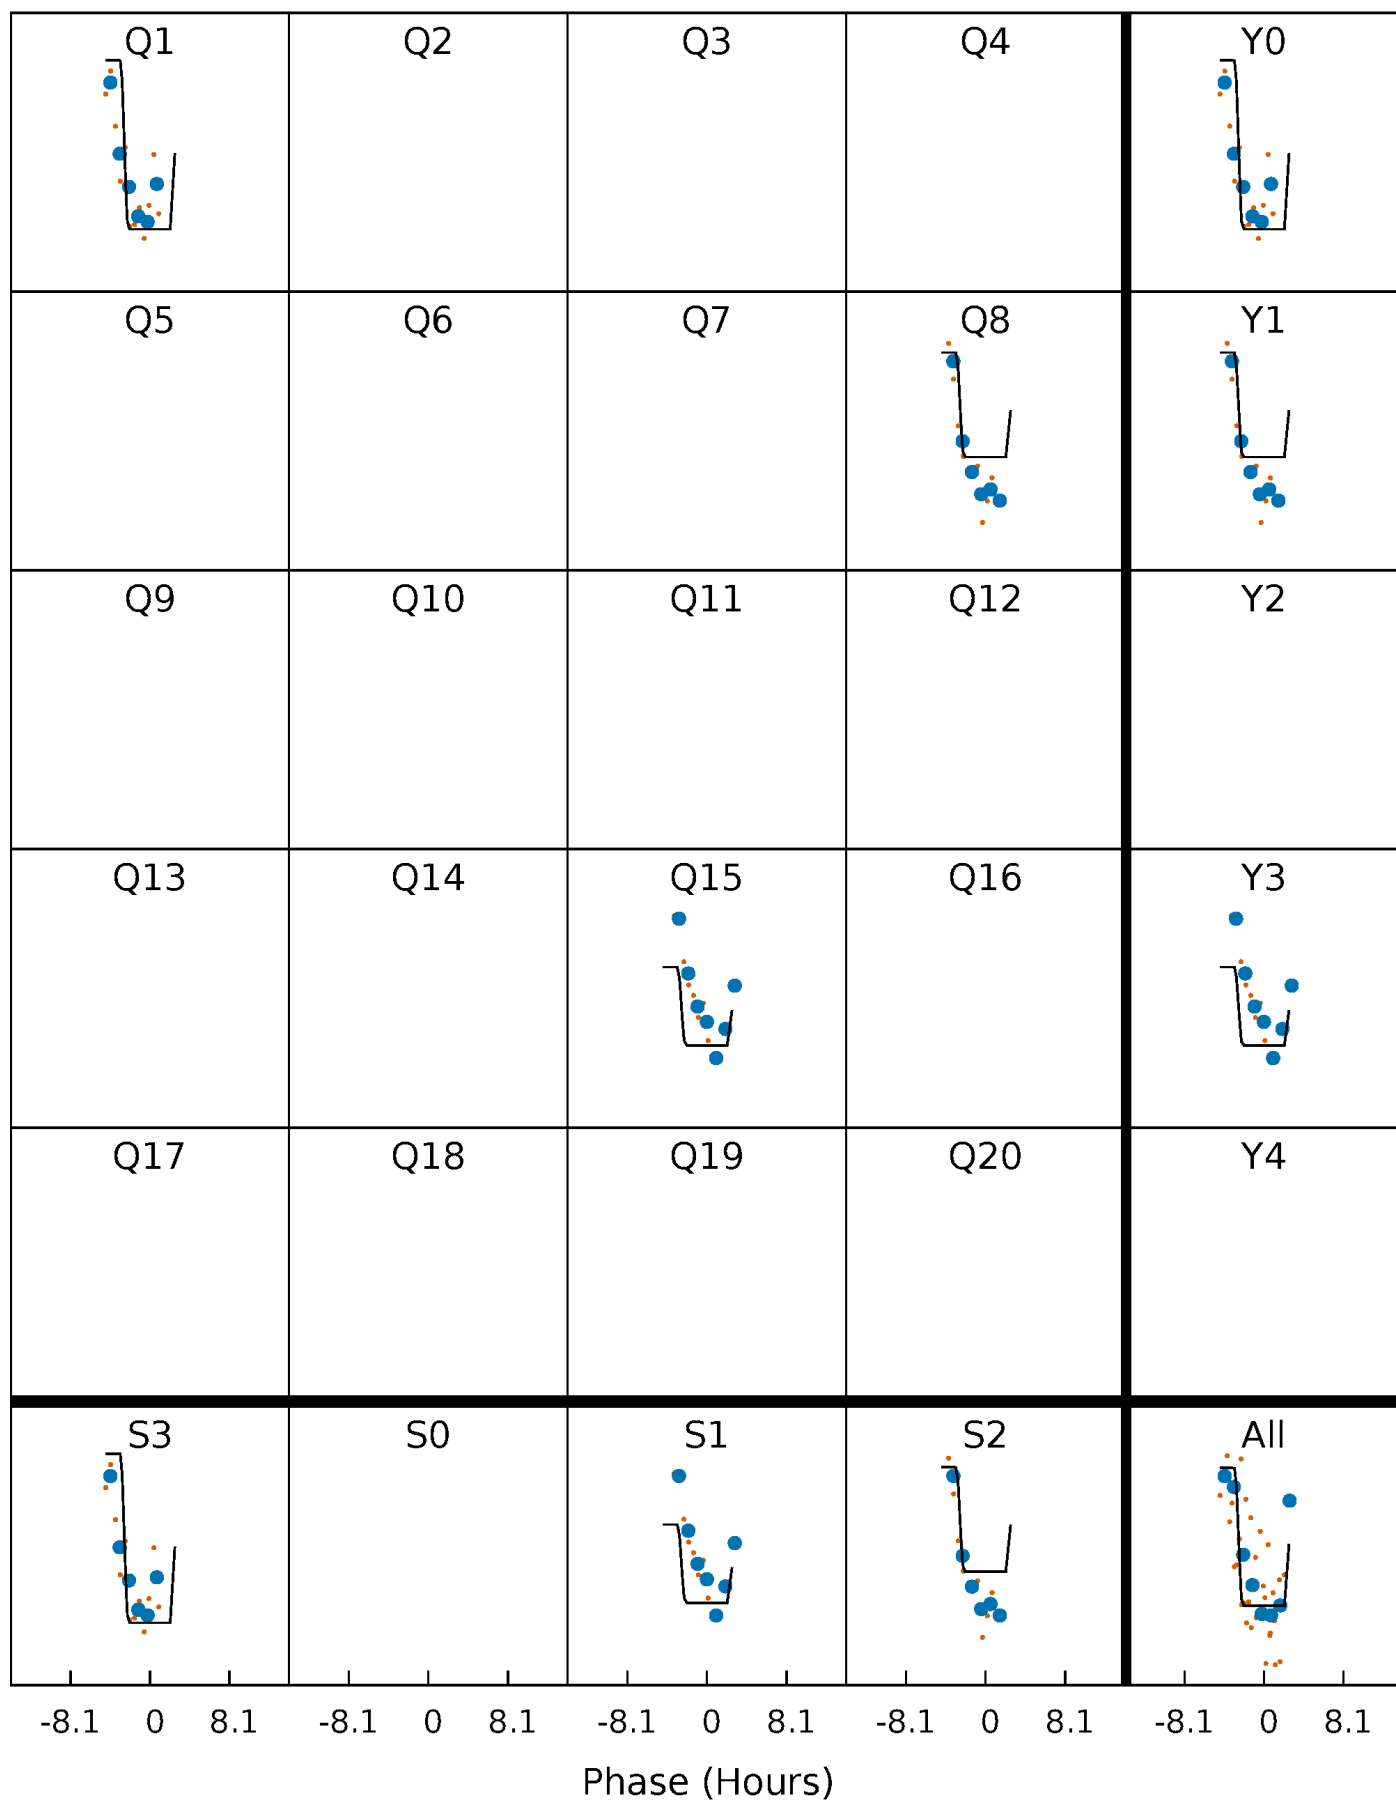 Q1 Q2 Q3 Q4 Y0
Q5 Q6 Q7 Q8 Y1
Q9 Q10 Q11 Q12 Y2
Q13 Q14 Q15 Q16 Y3
Q17 Q18 Q19 Q20 Y4
S3 S0 S1 S2 All
-8.1 0 8.1 -8.1 0 8.1 -8.1 0 8.1 -8.1 0 8.1 -8.1 0 8.1
Phase (Hours)